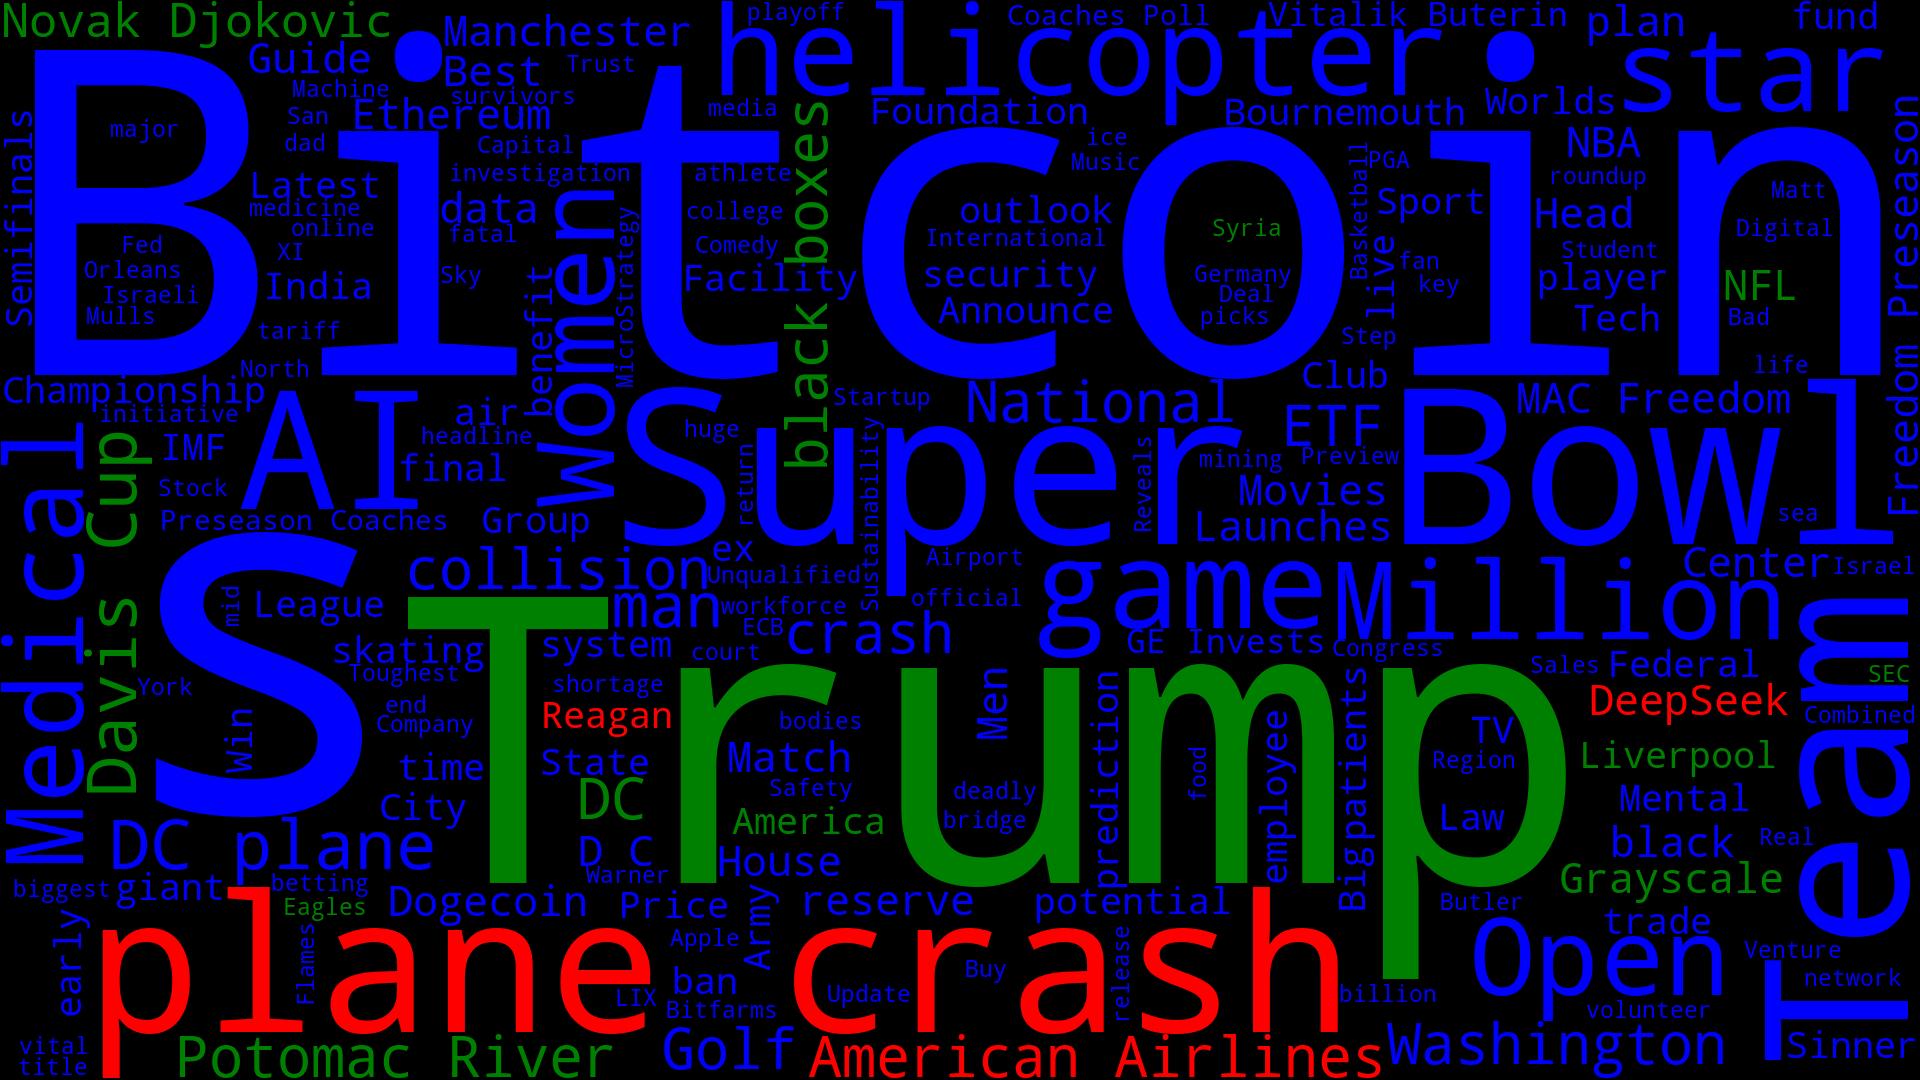 Novak Djokovic
Guide
Manchester
Best
playoff
Trust
helicopter
Coaches Poll
Vitalik Buterin
plan
fund
star
Machine
survivors
San
Ethereum
media
Foundation
Bournemouth
Worlds
major
dad
Capital
ice
Music
PGA
NBA
Bitcoin
Semifinals
Latest
investigation
athlete
black boxes
Basketball
roundup
Matt
Freedom Preseason
medicine
online
data
fatal
Women
college
outlook
International
Sport
Head
Digital
Syria
Student
Fed
XI
Comedy
Orleans
Israeli
Mulls
India
Sky
MicroStrategy
Facility
security
Germany
Deal
picks
live
fan
key
player
NFL
Announce
Tech
Bad
tariff
benefit
Step
North
life
Championship
initiative
AI
air
headline
Super Bowl
Startup
National
Club
ETF
MAC Freedom
IMF
final
huge
return
Sustainability
Reveals
mining
Preview
Stock
Movies
Medical
Davis Cup
Preseason Coaches
Group
Launches
sea
collision
ex
Unqualified
Airport
game
Million
Center
Israel
S
mid
League
man
workforce
official
Team
skating
system
ECB
crash
GE Invests
Congress
court
Sales
Federal
SEC
Toughest
York
shortage
end
Company
Reagan
bodies
Men
prediction
Bigpatients
DeepSeek
Combined
Trump
Win
time
State
Match
food
employee
TV
Region
Liverpool
City
DC
Safety
deadly
bridge
Law
Mental
DC plane
America
black
Real
D C
House
Warner
biggest
giant
betting
Eagles
Dogecoin
Price
Army
reserve
potential
Butler
Grayscale
trade
early
plane crash
Flames
Apple
Open
Venture
ban
Buy
release
network
LIX
Bitfarms
Update
billion
volunteer
vital
title
Potomac River
Golf
American Airlines
Washington
Sinner